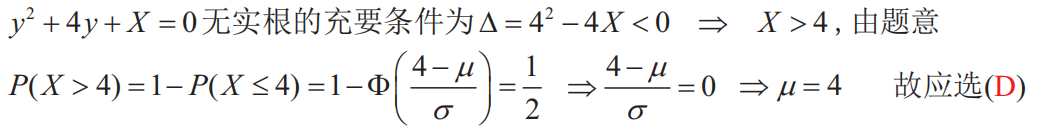 y² + 4y + X = 0 无实根的充要条件为 Δ = 4² − 4X < 0 ⇒ X > 4 , 由题意
P(X > 4) = 1 − P(X ≤ 4) = 1 − Φ((4 − μ)/σ) = 1/2 ⇒ (4 − μ)/σ = 0 ⇒ μ = 4 故应选(D)